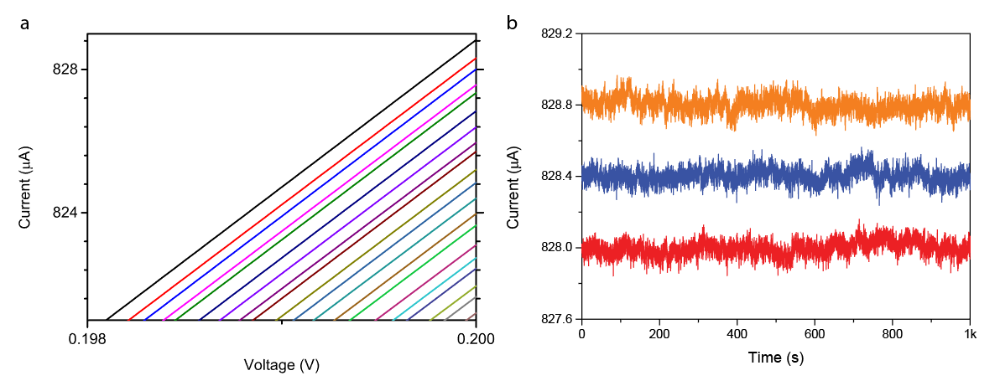 a
828
824
Current (μA)
0.198
0.200
Voltage (V)
b
829.2
828.8
828.4
828.0
827.6
Current (μA)
0
200
400
600
800
1k
Time (s)